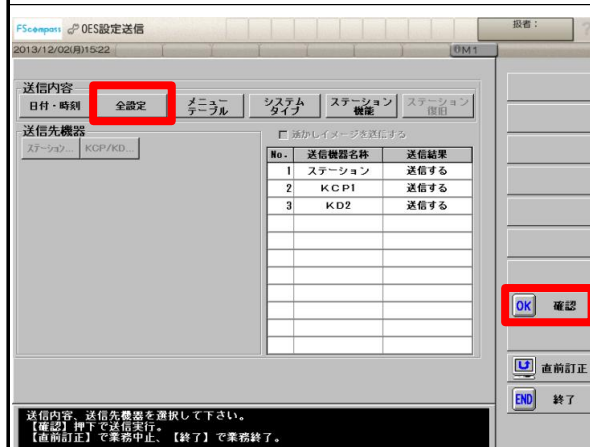 FScompass OES設定送信
扱者：
2013/12/02(月)15:22
0M1
送信内容
日付・時刻
全設定
メニューテーブル
システムタイプ
ステーション機能
ステーション復旧
送信先機器
ステーション...
KCP/KD...
透かしイメージを送信する
No. 送信機器名称 送信結果
1 ステーション 送信する
2 KCP1 送信する
3 KD2 送信する
OK 確認
直前訂正
END 終了
送信内容、送信先機器を選択して下さい。
【確認】押下で送信実行。
【直前訂正】で業務中止、【終了】で業務終了。